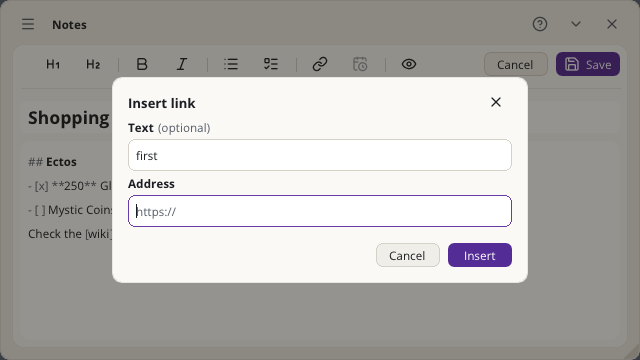 Notes
H1 H2 B I Cancel Save
Shopping
## Ectos
- [x] **250** Gl
- [ ] Mystic Coins
Check the [wiki]
Insert link
Text (optional)
first
Address
https://
Cancel Insert